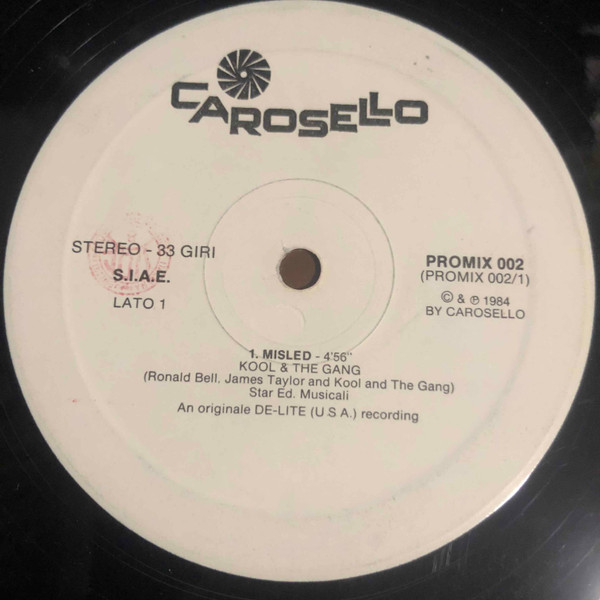 CAROSELLO
STEREO - 33 GIRI
S.I.A.E.
LATO 1
PROMIX 002
(PROMIX 002/1)
© & ℗ 1984
BY CAROSELLO
1. MISLED - 4'56"
KOOL & THE GANG
(Ronald Bell. James Taylor and Kool and The Gang)
Star Ed. Musicali
An originale DE-LITE (U S A.) recording